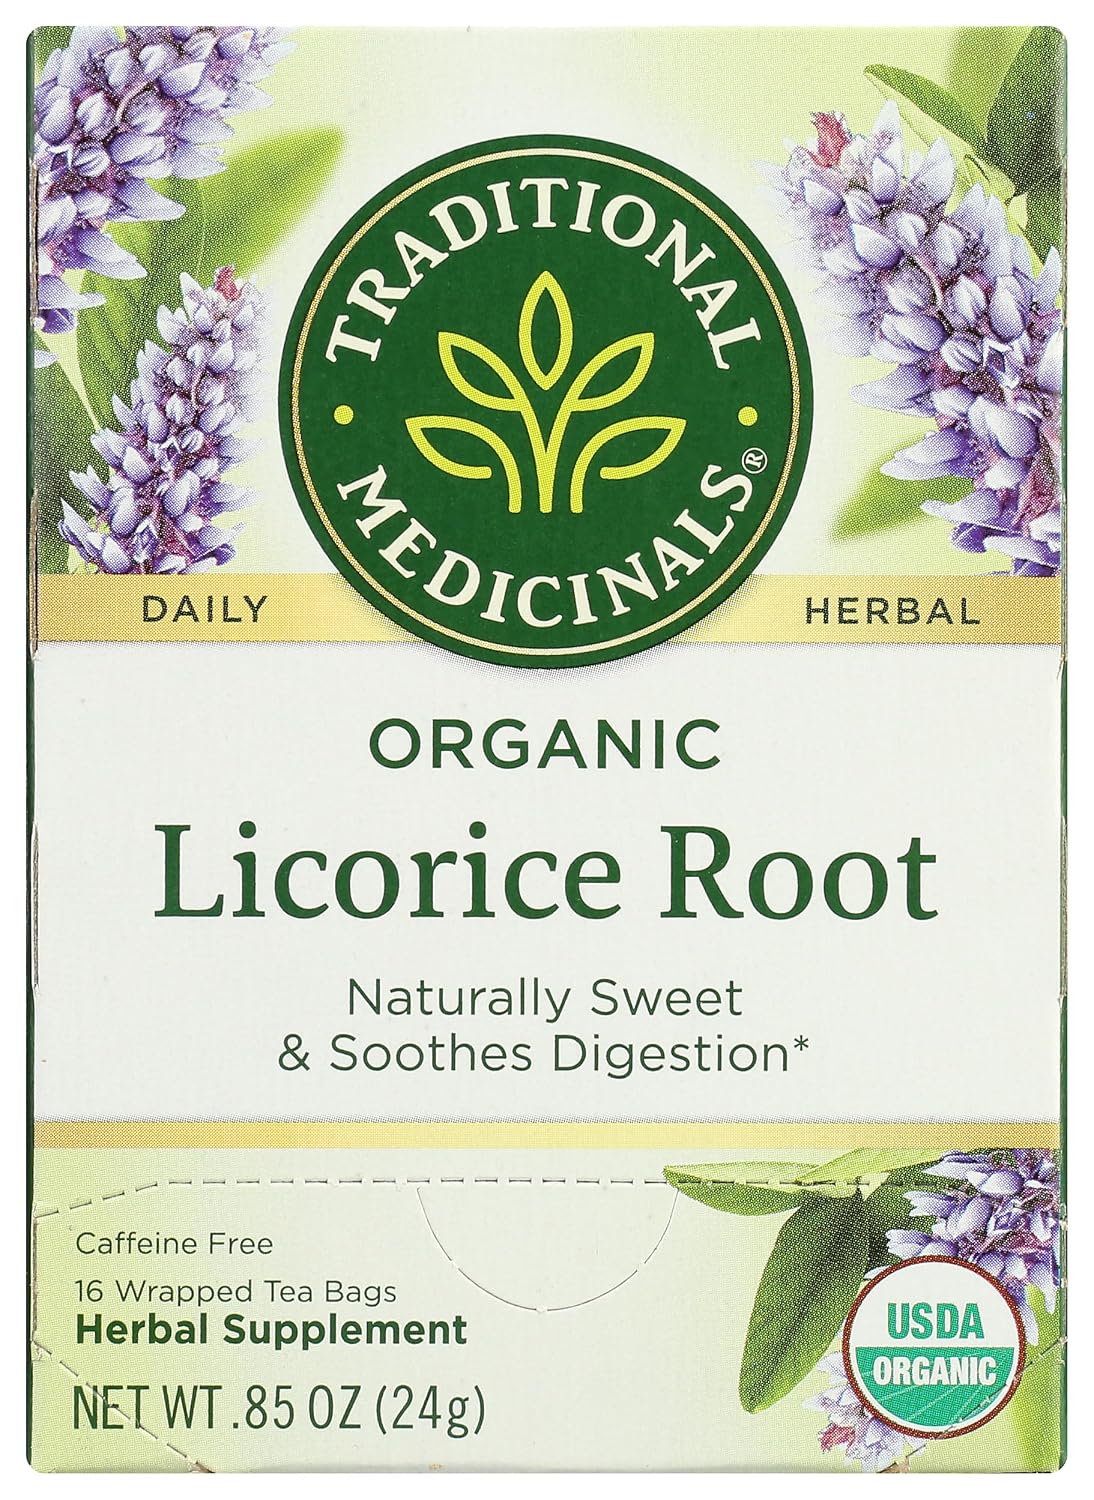 TRADITIONAL
MEDICINALS®
DAILY
HERBAL
ORGANIC
Licorice Root
Naturally Sweet
& Soothes Digestion*
Caffeine Free
16 Wrapped Tea Bags
Herbal Supplement
NET WT .85 OZ (24g)
USDA
ORGANIC